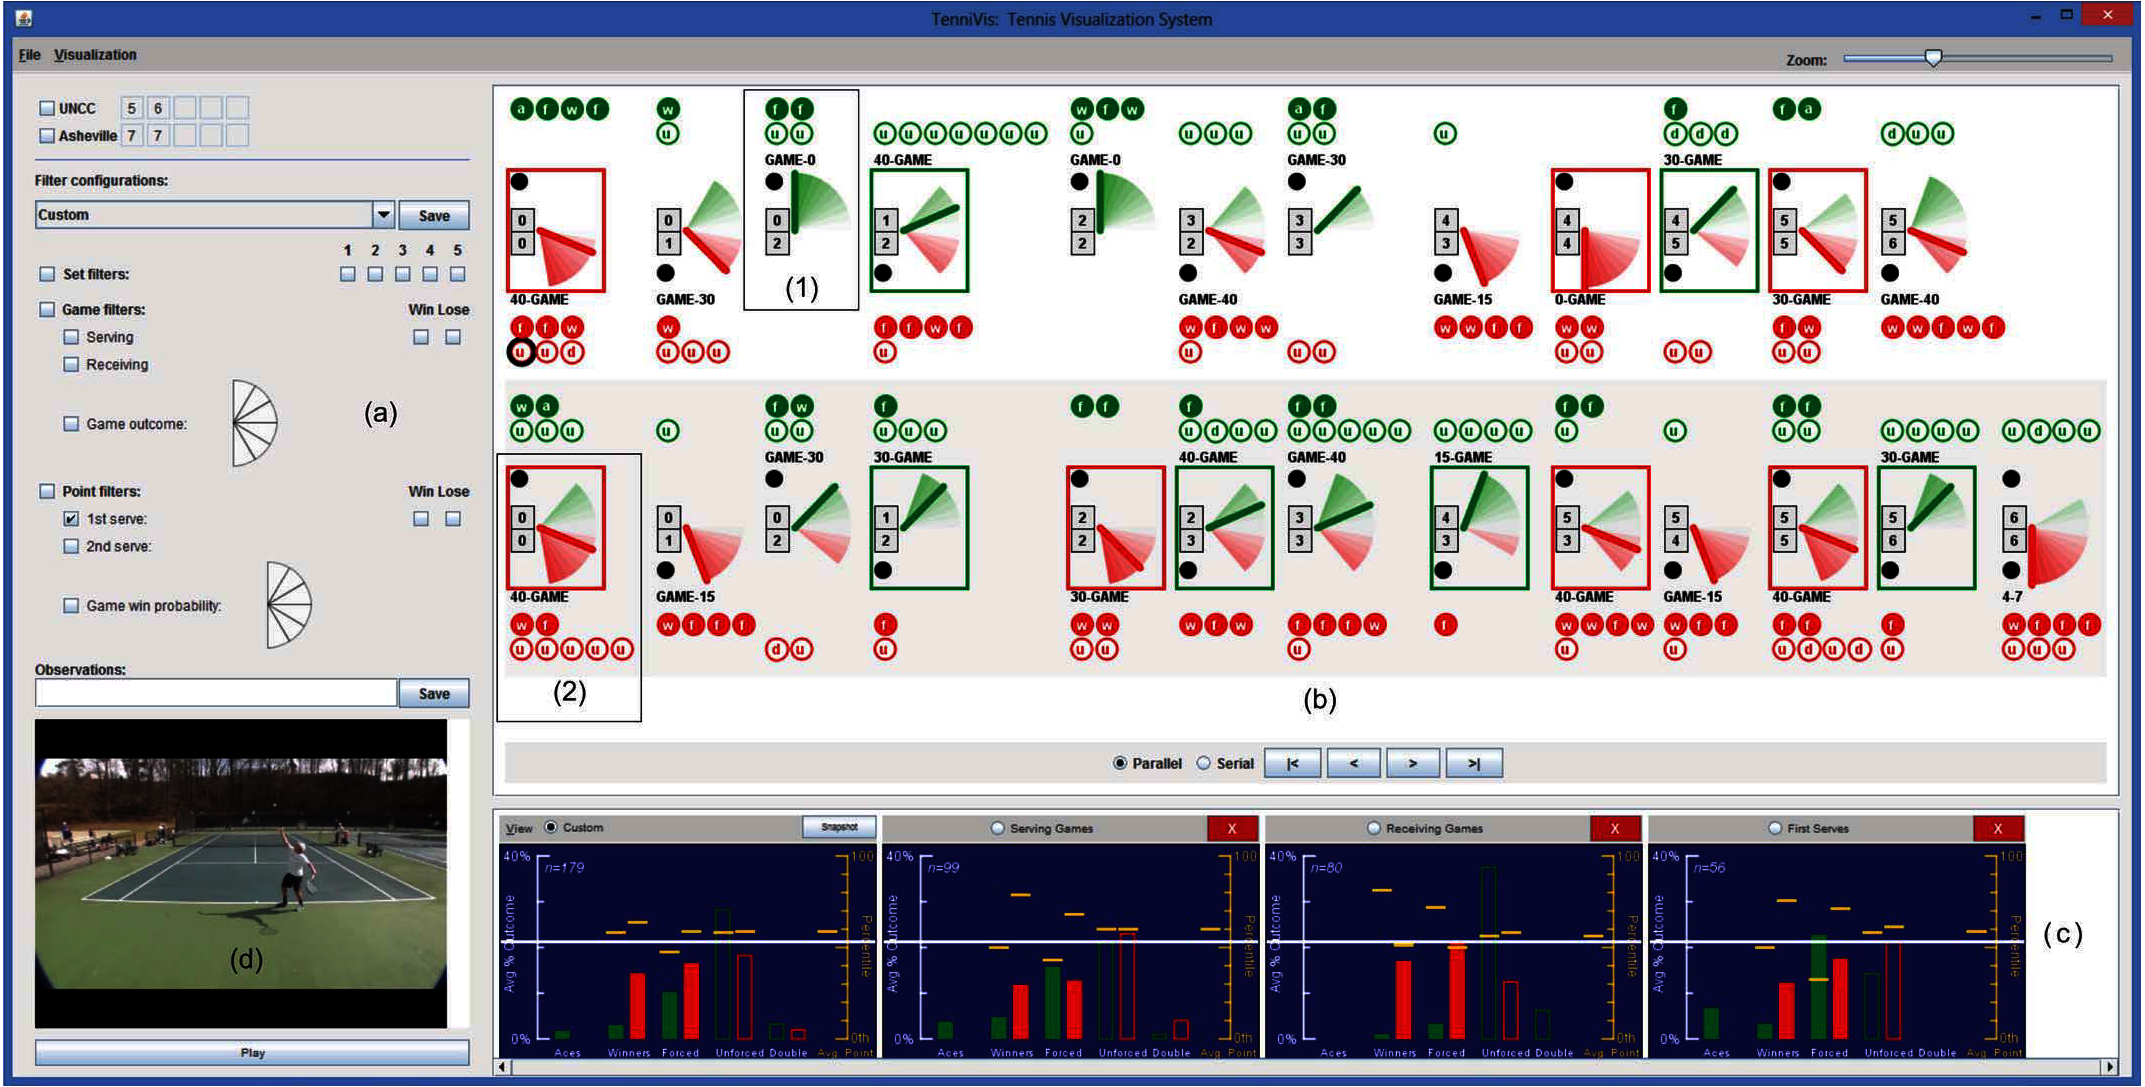 TenniVis: Tennis Visualization System
File Visualization
Zoom:
UNCC 5 6
Asheville 7 7
Filter configurations:
Custom Save
1 2 3 4 5
Set filters:
Game filters: Win Lose
Serving
Receiving
Game outcome:
(a)
Point filters: Win Lose
1st serve:
2nd serve:
Game win probability:
Observations:
Save
(d)
Play
a f w f w f f w f w a f f f a
u u u u u u u u u u u u u u u u d d d d u u
GAME-0 40-GAME GAME-0 GAME-30 30-GAME
0 0 0 1 2 3 3 4 4 4 5 5
0 1 2 2 2 2 3 3 4 5 5 6
(1)
40-GAME GAME-30 GAME-40 GAME-15 0-GAME 30-GAME GAME-40
f f w w f f w f w f w w w w f f w w f w w w f w f
u u d u u u u u u u u u u u u u
w a f w f f f f f f f f f
u u u u u u u u u u d u u u u u u u u u u u u u u u u u u u u u d u u
GAME-30 30-GAME 40-GAME GAME-40 15-GAME 30-GAME
0 0 0 1 2 2 3 4 5 5 5 5 6
0 1 2 2 2 3 3 3 3 4 5 6 6
40-GAME GAME-15 30-GAME 40-GAME GAME-15 40-GAME 4-7
w f w f f f f w w w f w f f f w f w w f w w f f f f f w f f f
u u u u u d u u u u u u u u d u d u u u u
(2)
(b)
Parallel Serial |< < > >|
View Custom Snapshot
Serving Games X
Receiving Games X
First Serves X
40% n=179 100
Avg % Outcome
Percentile
0% 0th
Aces Winners Forced Unforced Double Avg Point
40% n=99 100
Avg % Outcome
Percentile
0% 0th
Aces Winners Forced Unforced Double Avg Point
40% n=80 100
Avg % Outcome
Percentile
0% 0th
Aces Winners Forced Unforced Double Avg Point
40% n=56 100
Avg % Outcome
Percentile
0% 0th
Aces Winners Forced Unforced Double Avg Point
(c)